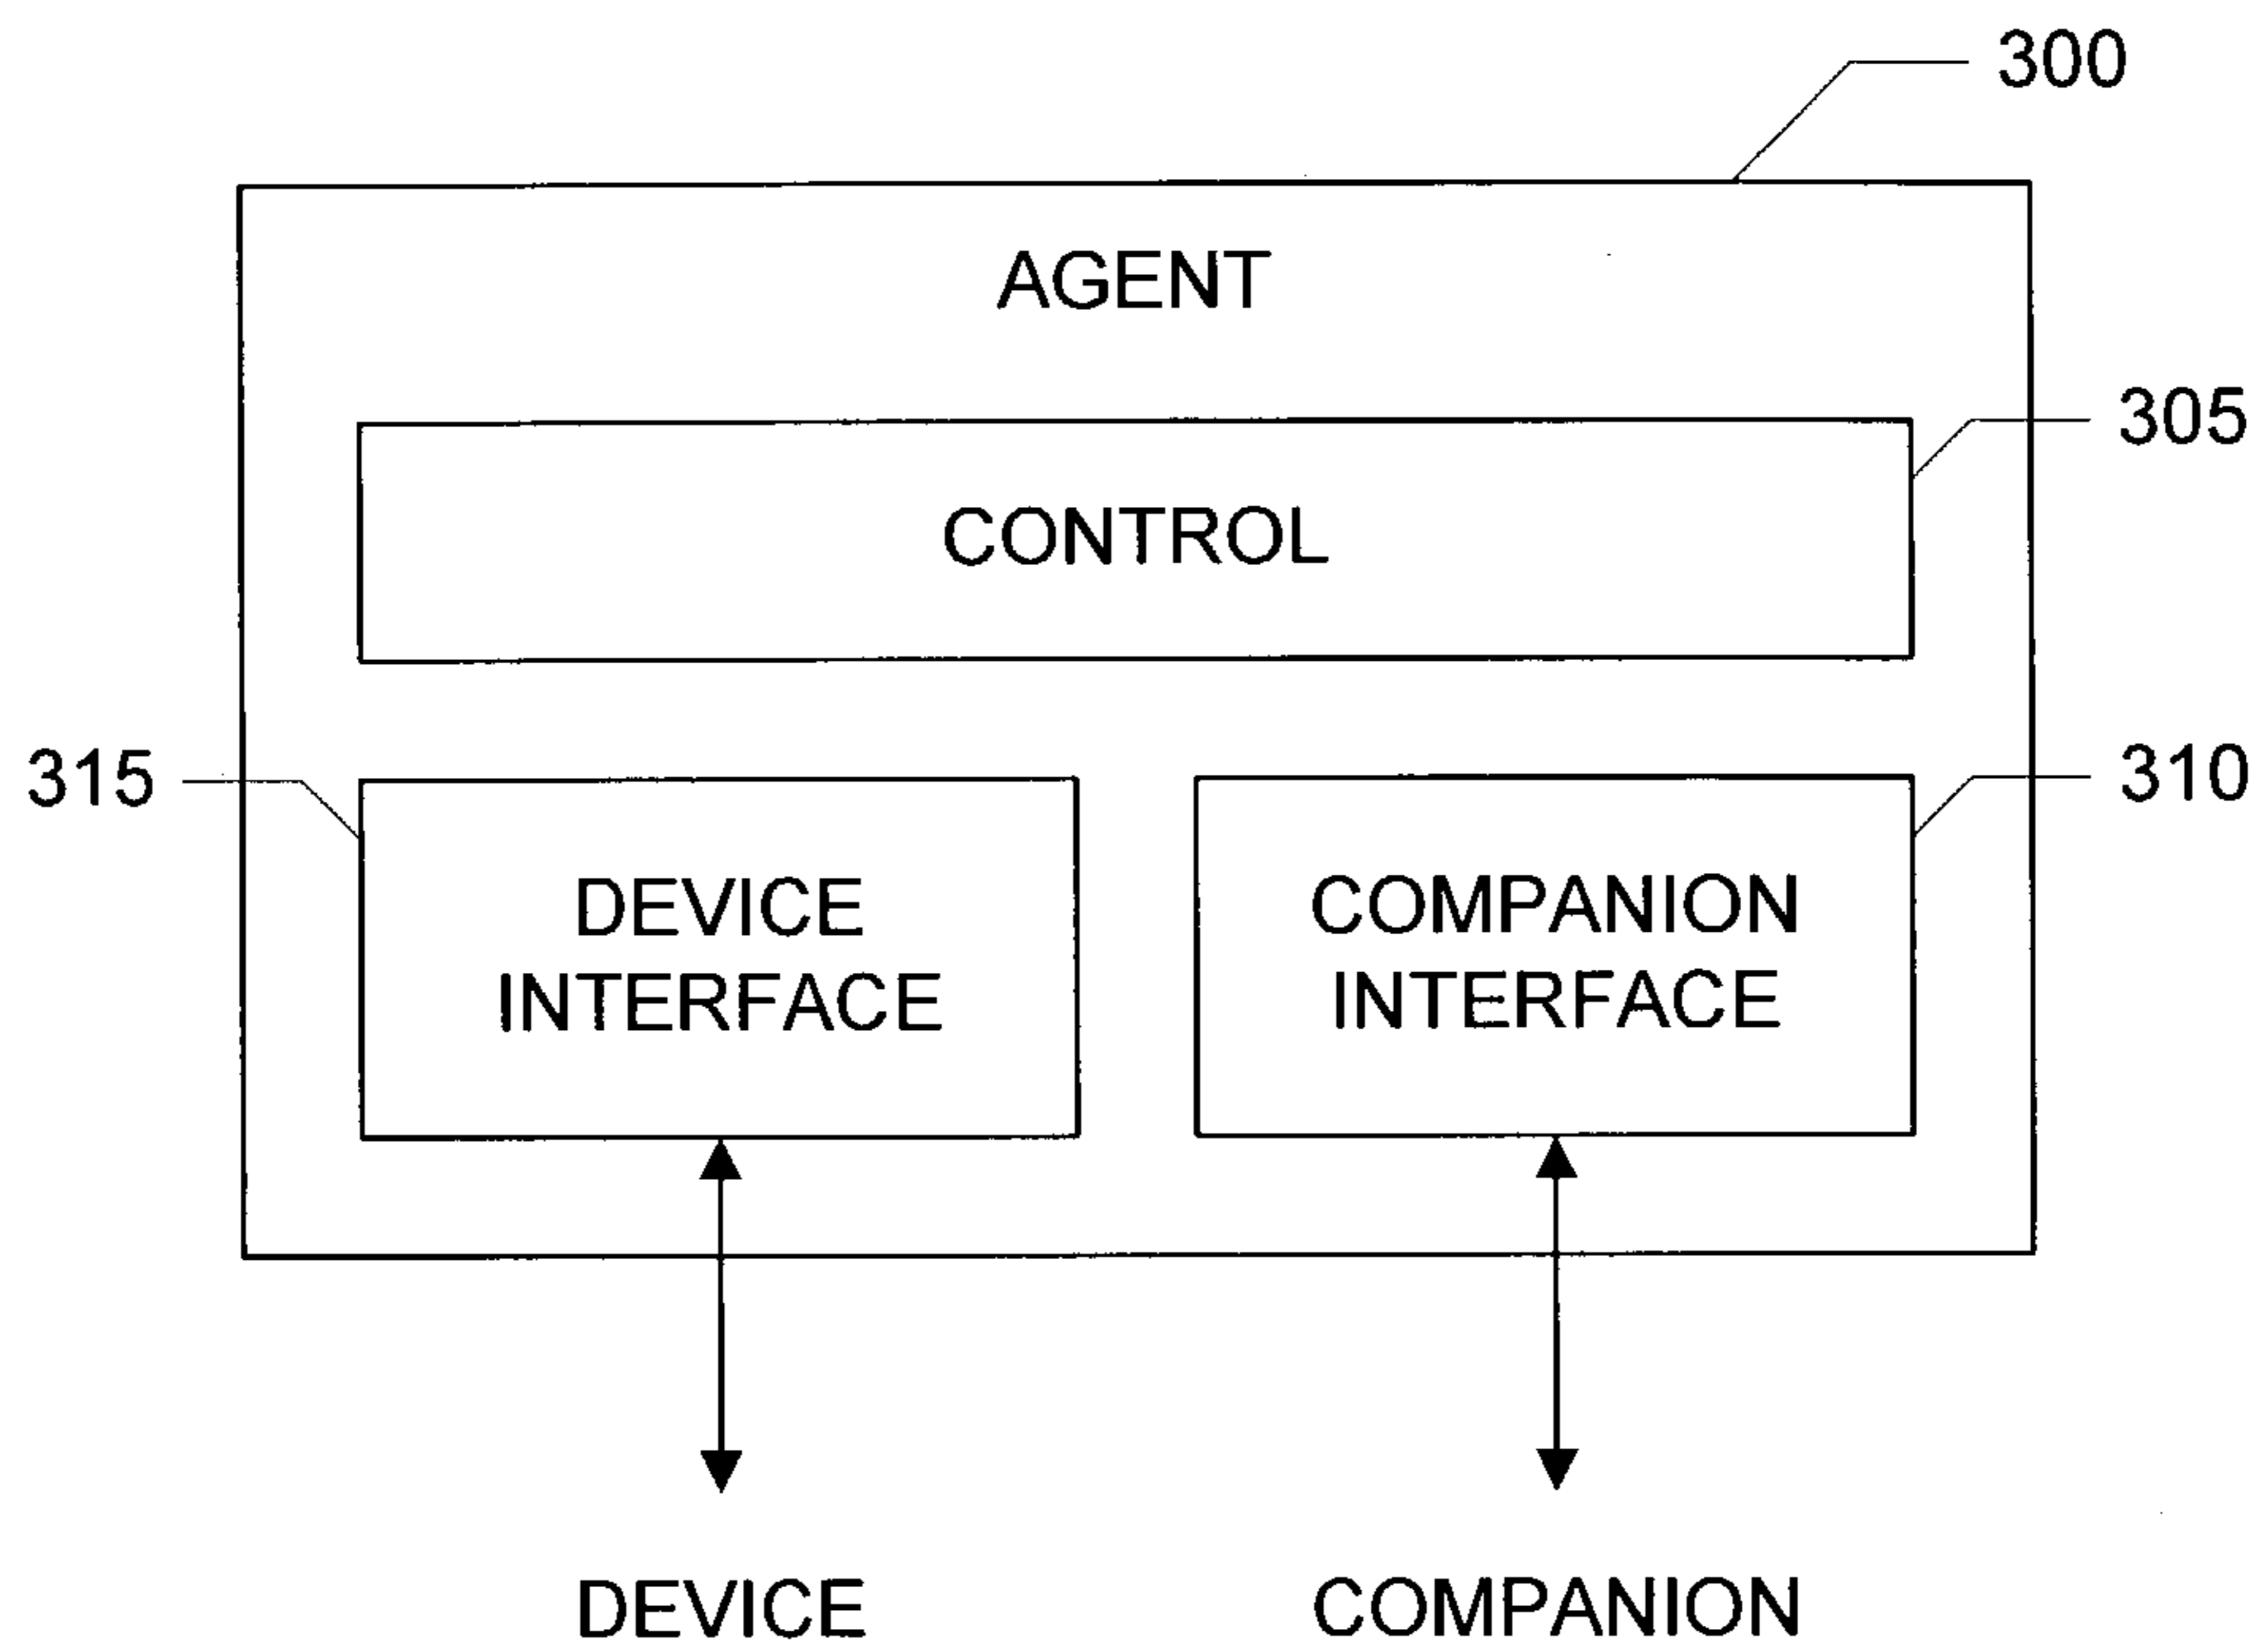 300
AGENT
305
CONTROL
315
310
DEVICE
INTERFACE
COMPANION
INTERFACE
DEVICE
COMPANION